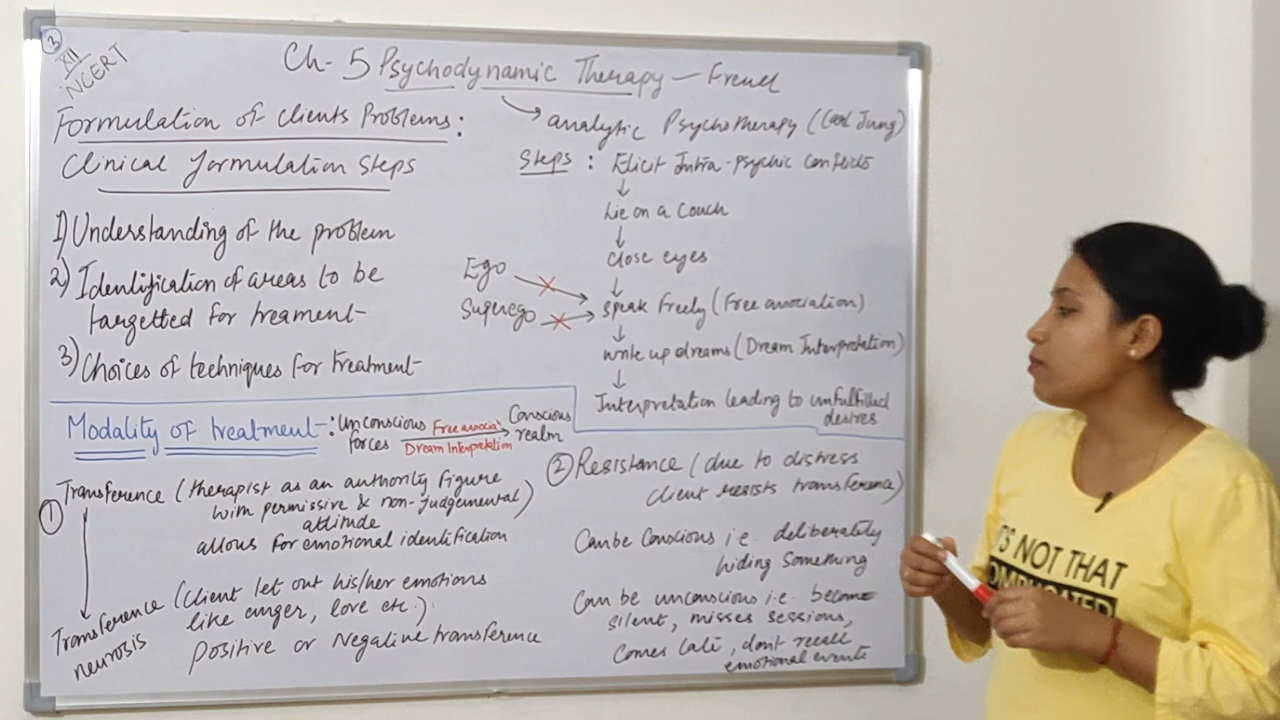 3
XII
NCERT
Ch- 5 Psychodynamic Therapy - Freud
analytic Psychotherapy (Carl Jung)
Formulation of clients Problems:
Clinical formulation Steps
1) Understanding of the problem
2) Identification of areas to be
targetted for treament
3) Choices of techniques for treatment
Steps: Elicit Intra-psychic conflicts
↓
Lie on a Couch
↓
Close eyes
↓
Ego
Superego
speak freely (Free association)
↓
write up dreams (Dream Interpretation)
↓
Interpretation leading to unfulfilled
desires
Modality of treatment-:
Unconscious
forces
Free associatⁿ
Dream Interpretation
Conscious
realm
1 Transference (therapist as an authority figure
with permissive & non-judgemental)
attitude
allows for emotional identification
Transference
neurosis
(Client let out his/her emotions
like anger, love etc.)
Positive or Negative transference
2 Resistance (due to distress
client resists transference)
Can be Conscious i.e. deliberately
hiding something
Can be unconscious i.e. become
silent, misses sessions,
comes late, dont recall
emotional events
IT'S NOT THAT
COMPLICATED